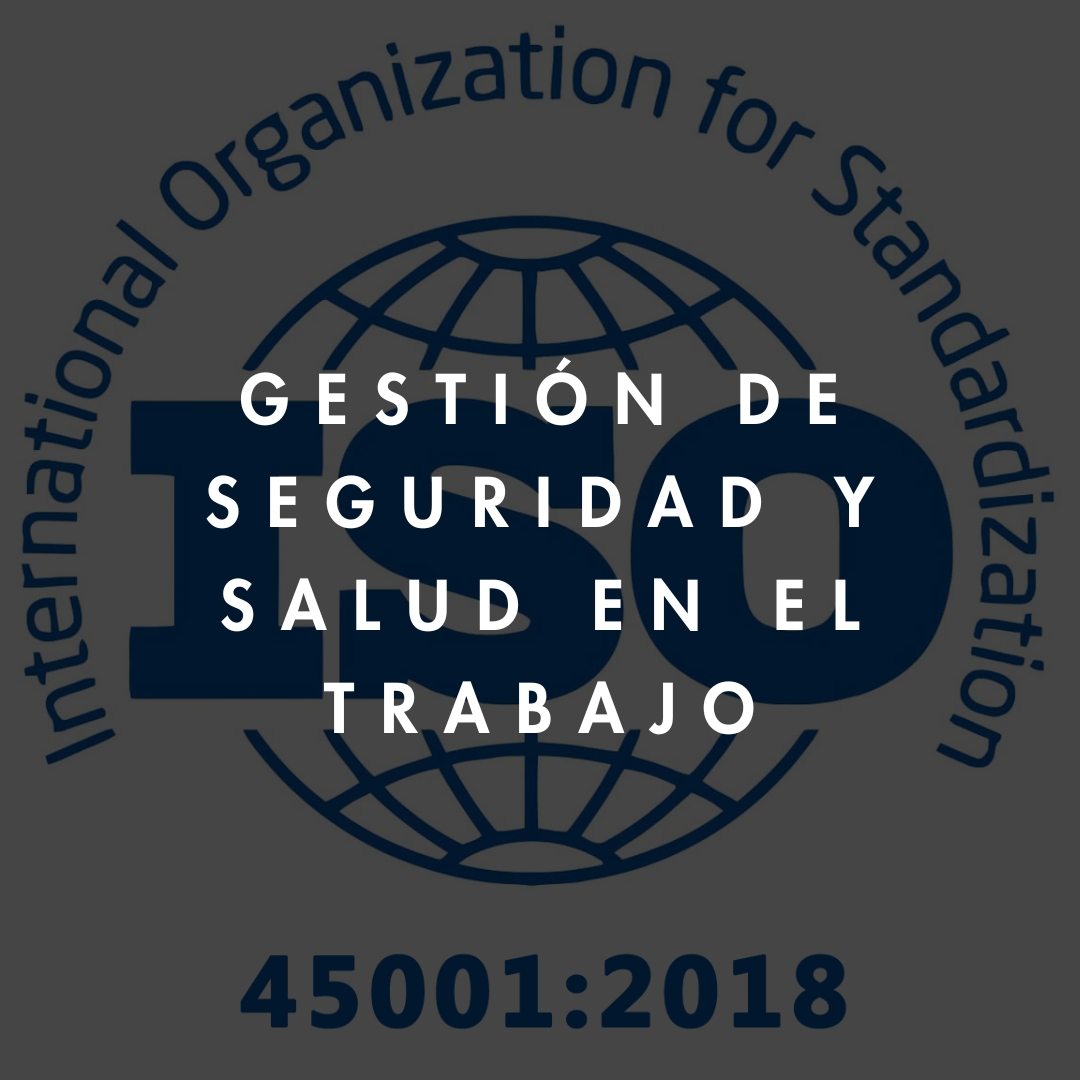 International Organization for Standardization
GESTIÓN DE
SEGURIDAD Y
SALUD EN EL
TRABAJO
ISO
45001:2018